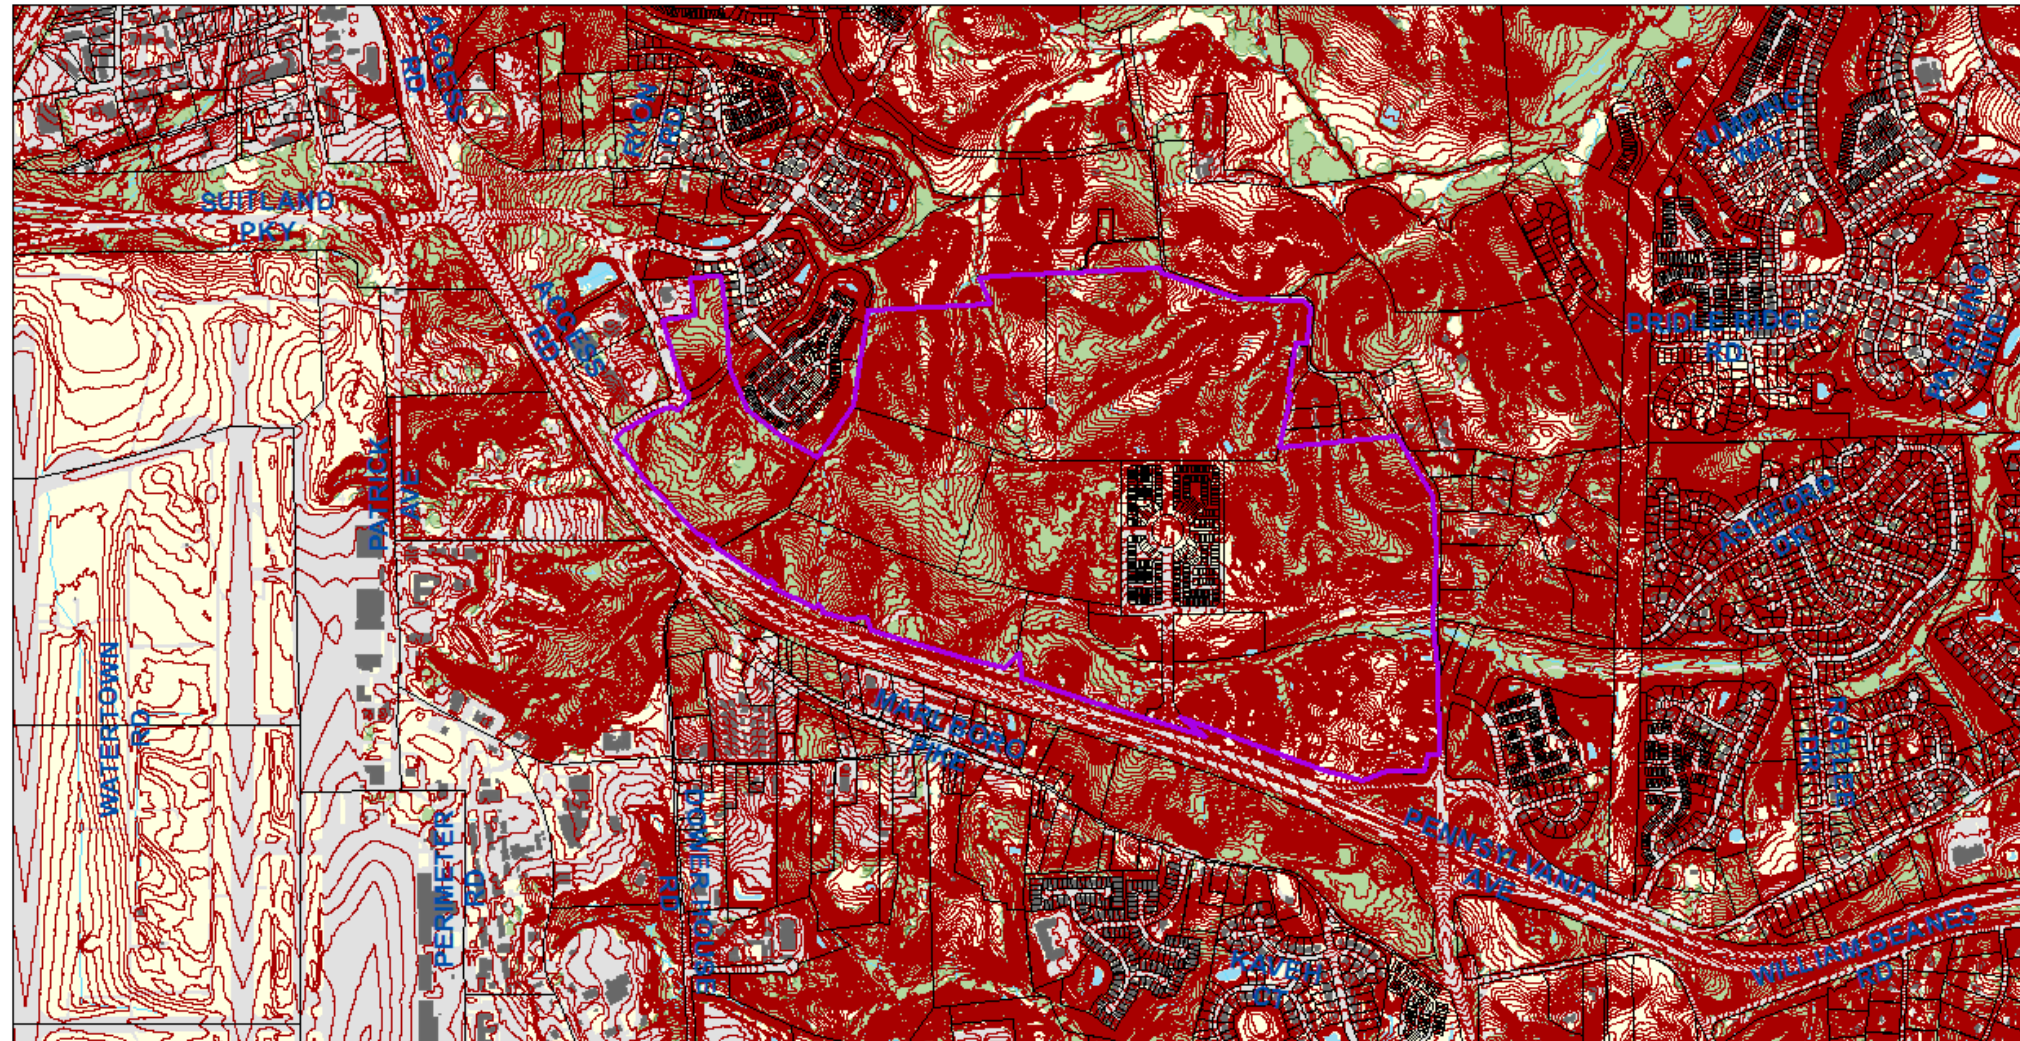 ACCESS
RD
RYON
RD
JUMPING
WAY
SUITLAND
PKY
ACCESS
RD
BRIDLE RIDGE
RD
PALOMINO
KING
PATRICK
AVE
ASHFORD
DR
WATERTOWN
RD
MARLBORO
PIKE
ROBLEE
DR
PERIMETER
RD
DOWER HOUSE
RD
PENNSYLVANIA
AVE
WILLIAM BEANES
RD
KAVEH
CT